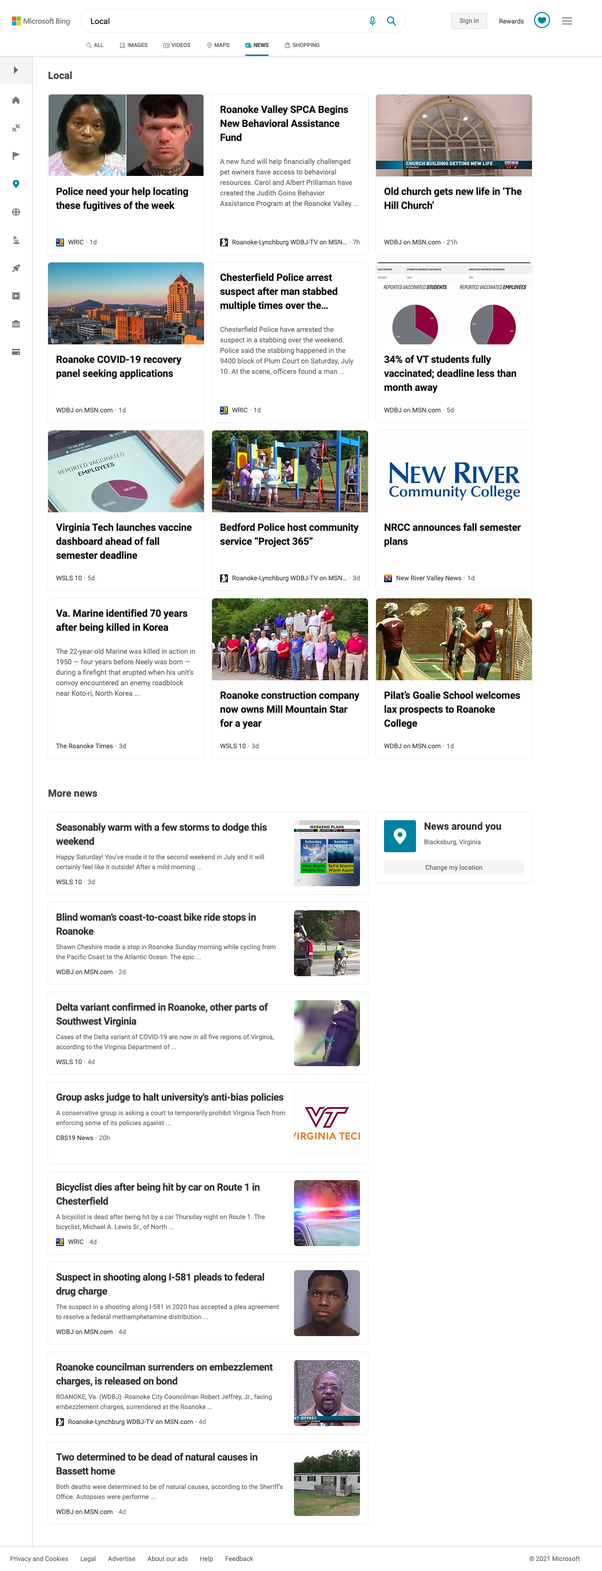 Microsoft Bing
Local
Sign in
Rewards
ALL
IMAGES
VIDEOS
MAPS
NEWS
SHOPPING
Local
Police need your help locating
these fugitives of the week
WRIC · 1d
Roanoke Valley SPCA Begins
New Behavioral Assistance
Fund
A new fund will help financially challenged
pet owners have access to behavioral
resources. Carol and Albert Prillaman have
created the Judith Goins Behavior
Assistance Program at the Roanoke Valley ...
Roanoke-Lynchburg WDBJ-TV on MSN... · 7h
CHURCH BUILDING GETTING NEW LIFE
Old church gets new life in ‘The
Hill Church’
WDBJ on MSN.com · 21h
Roanoke COVID-19 recovery
panel seeking applications
WDBJ on MSN.com · 1d
Chesterfield Police arrest
suspect after man stabbed
multiple times over the...
Chesterfield Police have arrested the
suspect in a stabbing over the weekend.
Police said the stabbing happened in the
9400 block of Plum Court on Saturday, July
10. At the scene, officers found a man ...
WRIC · 1d
REPORTED VACCINATED STUDENTS
REPORTED VACCINATED EMPLOYEES
34% of VT students fully
vaccinated; deadline less than
month away
WDBJ on MSN.com · 5d
REPORTED VACCINATED
EMPLOYEES
Virginia Tech launches vaccine
dashboard ahead of fall
semester deadline
WSLS 10 · 5d
Bedford Police host community
service “Project 365”
Roanoke-Lynchburg WDBJ-TV on MSN... · 3d
NEW RIVER
Community College
NRCC announces fall semester
plans
New River Valley News · 1d
Va. Marine identified 70 years
after being killed in Korea
The 22-year-old Marine was killed in action in
1950 — four years before Neely was born —
during a firefight that erupted when his unit's
convoy encountered an enemy roadblock
near Koto-ri, North Korea ...
The Roanoke Times · 3d
Roanoke construction company
now owns Mill Mountain Star
for a year
WSLS 10 · 3d
Pilat’s Goalie School welcomes
lax prospects to Roanoke
College
WDBJ on MSN.com · 1d
More news
Seasonably warm with a few storms to dodge this
weekend
Happy Saturday! You've made it to the second weekend in July and it will
certainly feel like it outside! After a mild morning ...
WSLS 10 · 3d
WEEKEND PLANS
Saturday
Sunday
News around you
Blacksburg, Virginia
Change my location
Blind woman’s coast-to-coast bike ride stops in
Roanoke
Shawn Cheshire made a stop in Roanoke Sunday morning while cycling from
the Pacific Coast to the Atlantic Ocean. The epic ...
WDBJ on MSN.com · 2d
Delta variant confirmed in Roanoke, other parts of
Southwest Virginia
Cases of the Delta variant of COVID-19 are now in all five regions of Virginia,
according to the Virginia Department of ...
WSLS 10 · 4d
Group asks judge to halt university's anti-bias policies
A conservative group is asking a court to temporarily prohibit Virginia Tech from
enforcing some of its policies against ...
CBS19 News · 20h
VT
VIRGINIA TECH
Bicyclist dies after being hit by car on Route 1 in
Chesterfield
A bicyclist is dead after being hit by a car Thursday night on Route 1. The
bicyclist, Michael A. Lewis Sr., of North ...
WRIC · 4d
Suspect in shooting along I-581 pleads to federal
drug charge
The suspect in a shooting along I-581 in 2020 has accepted a plea agreement
to resolve a federal methamphetamine distribution ...
WDBJ on MSN.com · 4d
Roanoke councilman surrenders on embezzlement
charges, is released on bond
ROANOKE, Va. (WDBJ) -Roanoke City Councilman Robert Jeffrey, Jr., facing
embezzlement charges, surrendered at the Roanoke ...
Roanoke-Lynchburg WDBJ-TV on MSN.com · 4d
RT JEFFREY
Two determined to be dead of natural causes in
Bassett home
Both deaths were determined to be of natural causes, according to the Sheriff's
Office. Autopsies were performe ...
WDBJ on MSN.com · 4d
Privacy and Cookies
Legal
Advertise
About our ads
Help
Feedback
© 2021 Microsoft